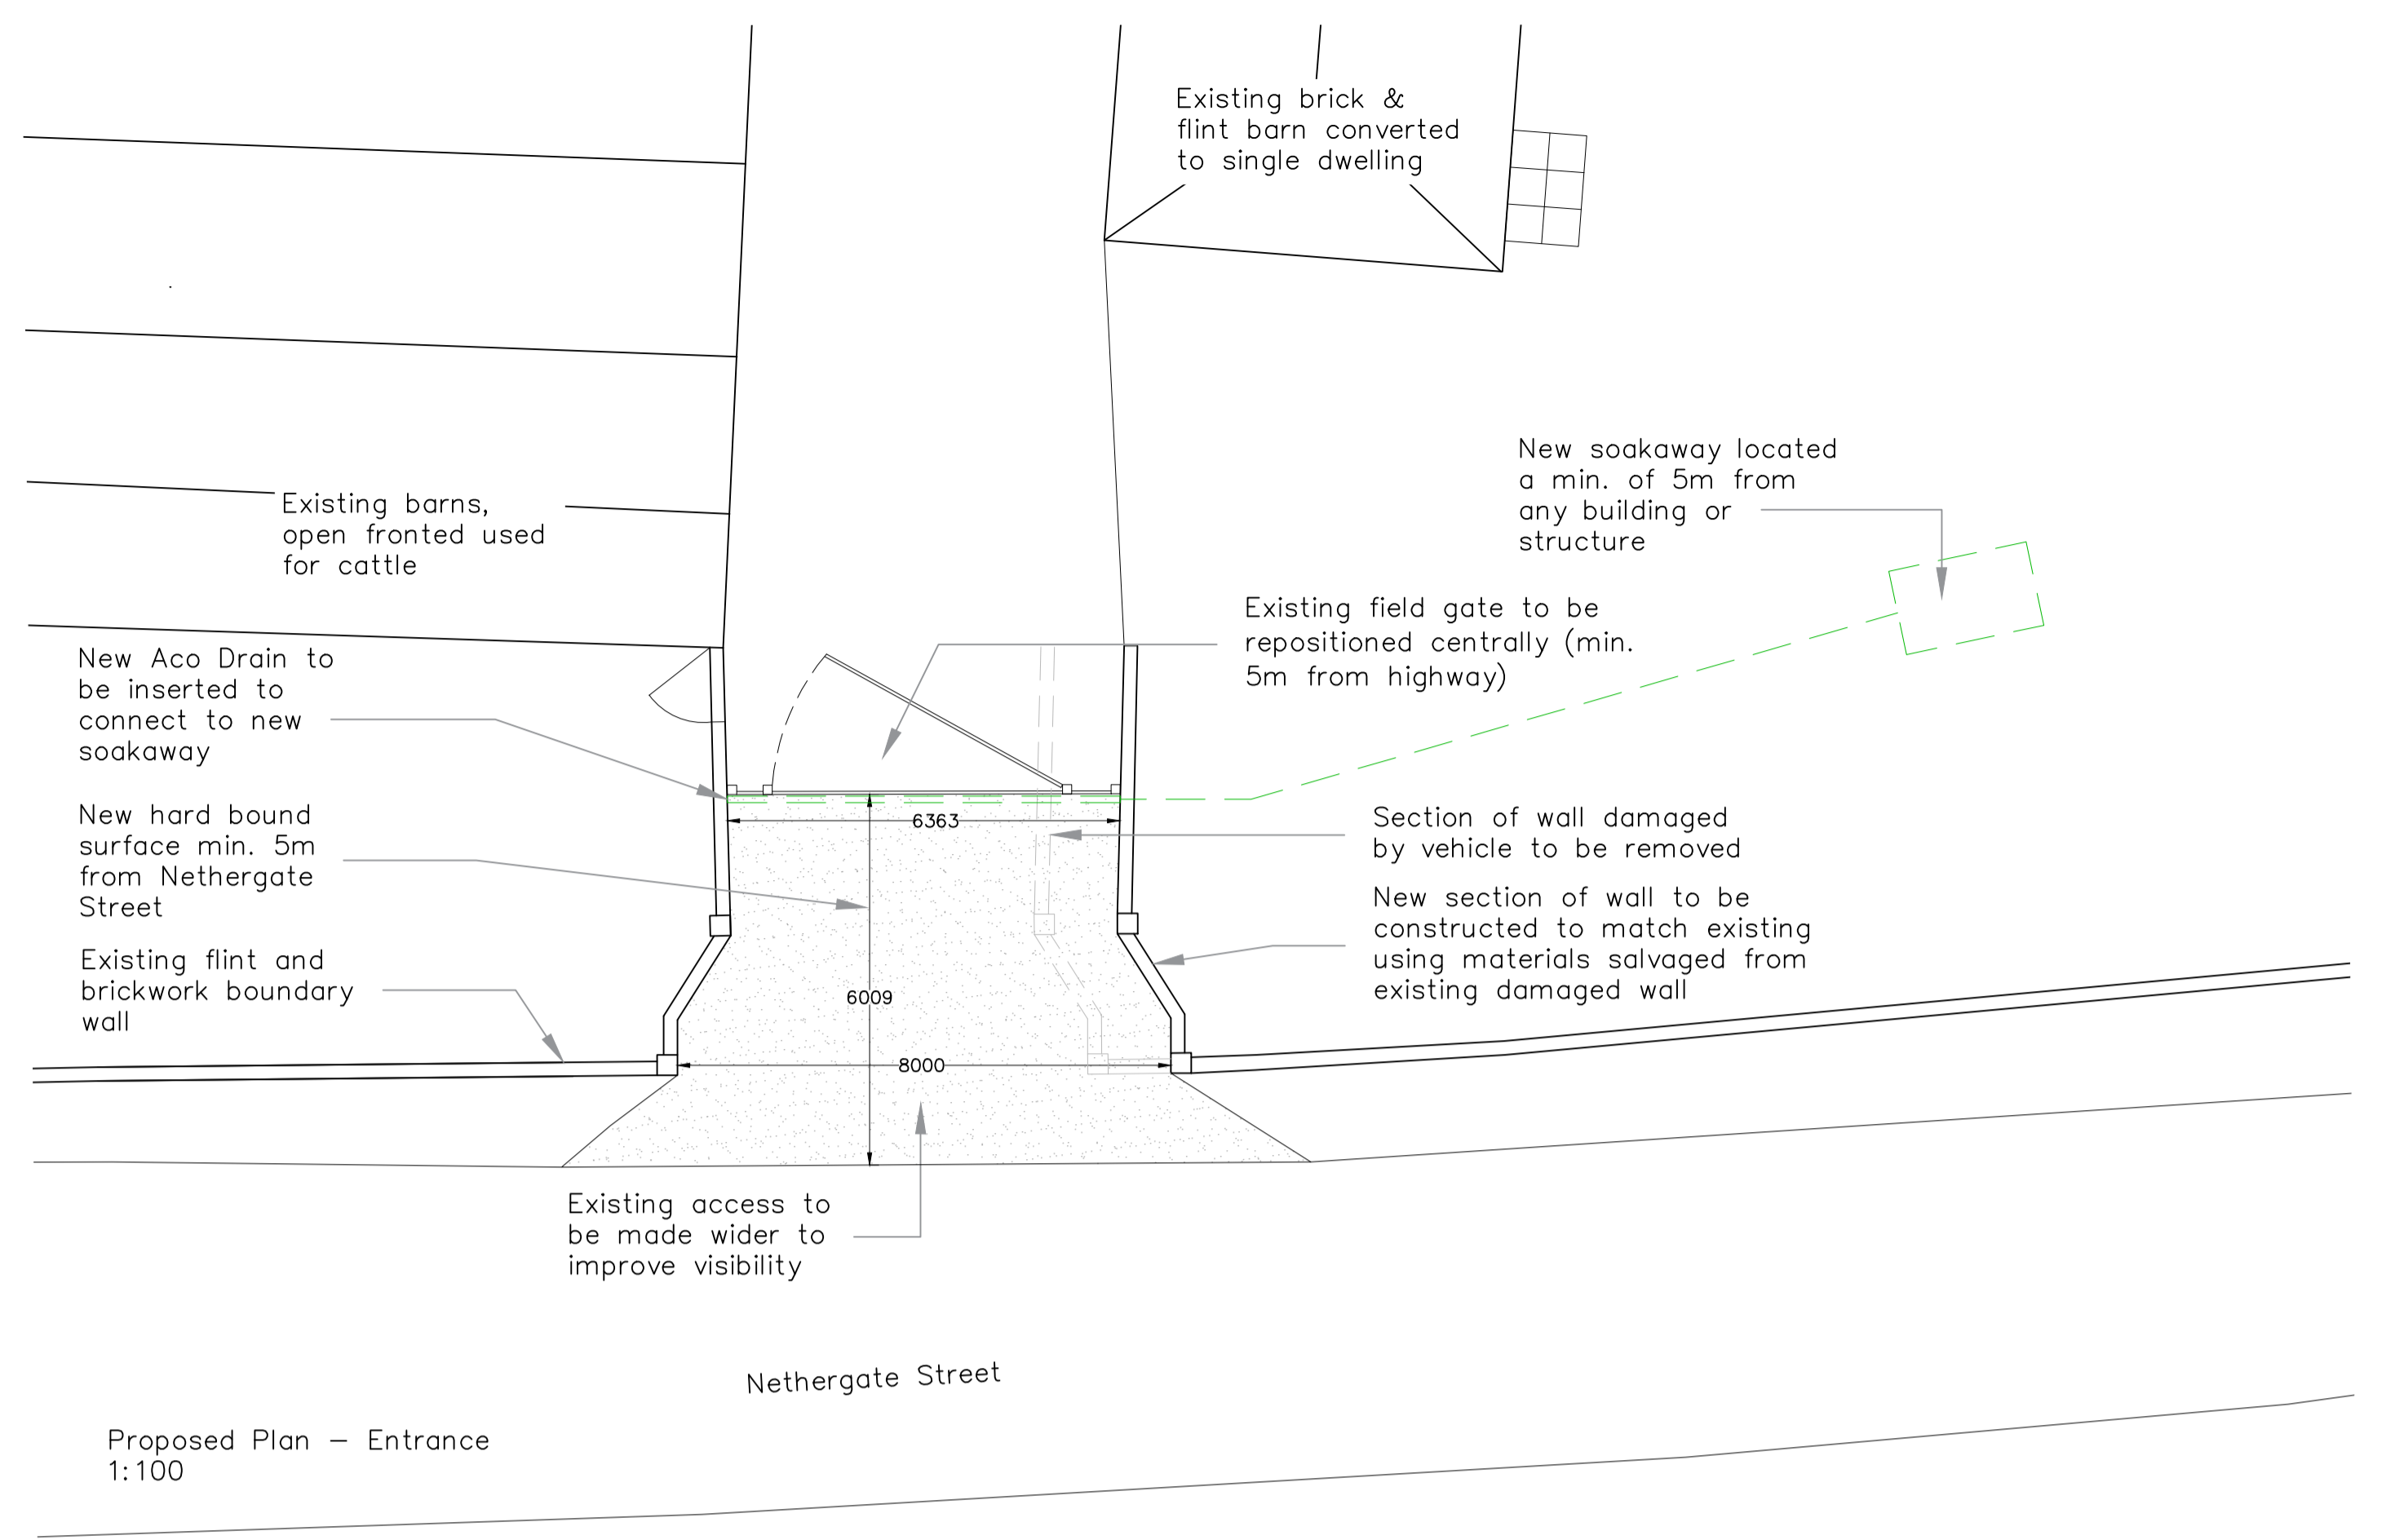 Existing brick &
flint barn converted
to single dwelling
New soakaway located
a min. of 5m from
any building or
structure
Existing barns,
open fronted used
for cattle
Existing field gate to be
repositioned centrally (min.
5m from highway)
New Aco Drain to
be inserted to
connect to new
soakaway
New hard bound
surface min. 5m
from Nethergate
Street
6363
Section of wall damaged
by vehicle to be removed
New section of wall to be
constructed to match existing
using materials salvaged from
existing damaged wall
Existing flint and
brickwork boundary
wall
6009
8000
Existing access to
be made wider to
improve visibility
Nethergate Street
Proposed Plan – Entrance
1:100